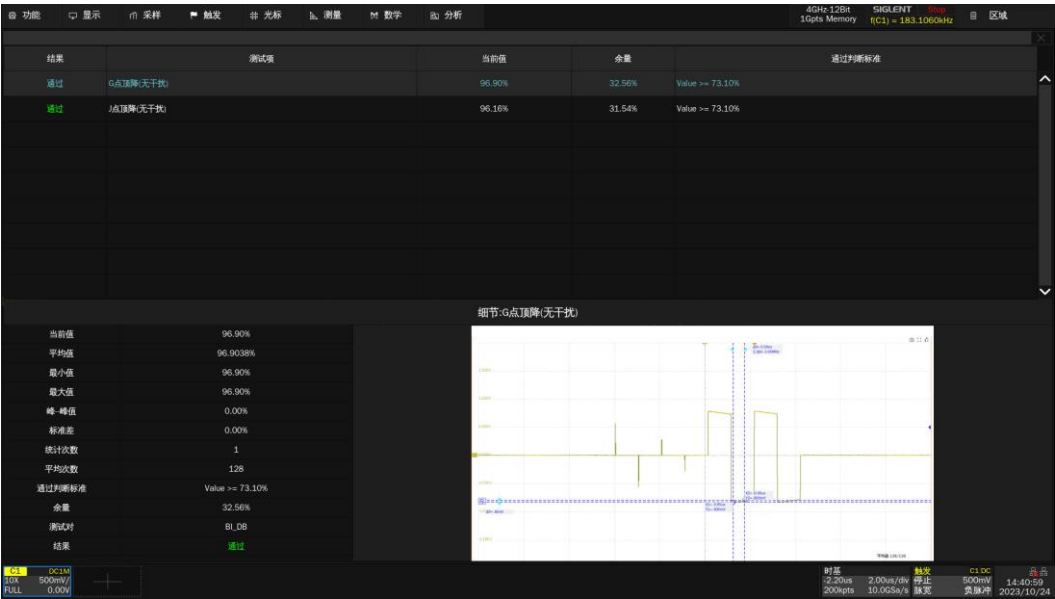 功能 显示 采样 触发 光标 测量 数学 分析 4GHz-12Bit SIGLENT Stop 区域
1Gpts Memory f(C1) = 183.1060kHz
结果 测试项 当前值 余量 通过判断标准
通过 G点顶降(无干扰) 96.90% 32.56% Value >= 73.10%
通过 J点顶降(无干扰) 96.16% 31.54% Value >= 73.10%
细节:G点顶降(无干扰)
当前值 96.90%
平均值 96.9038%
最小值 96.90%
最大值 96.90%
峰-峰值 0.00%
标准差 0.00%
统计次数 1
平均次数 128
通过判断标准 Value >= 73.10%
余量 32.56%
测试对 BI_DB
结果 通过
C1 DC1M
10X 500mV/
FULL 0.00V
时基 触发 C1 DC
-2.20us 2.00us/div 停止 500mV 14:40:59
200kpts 10.0GSa/s 脉宽 负脉冲 2023/10/24